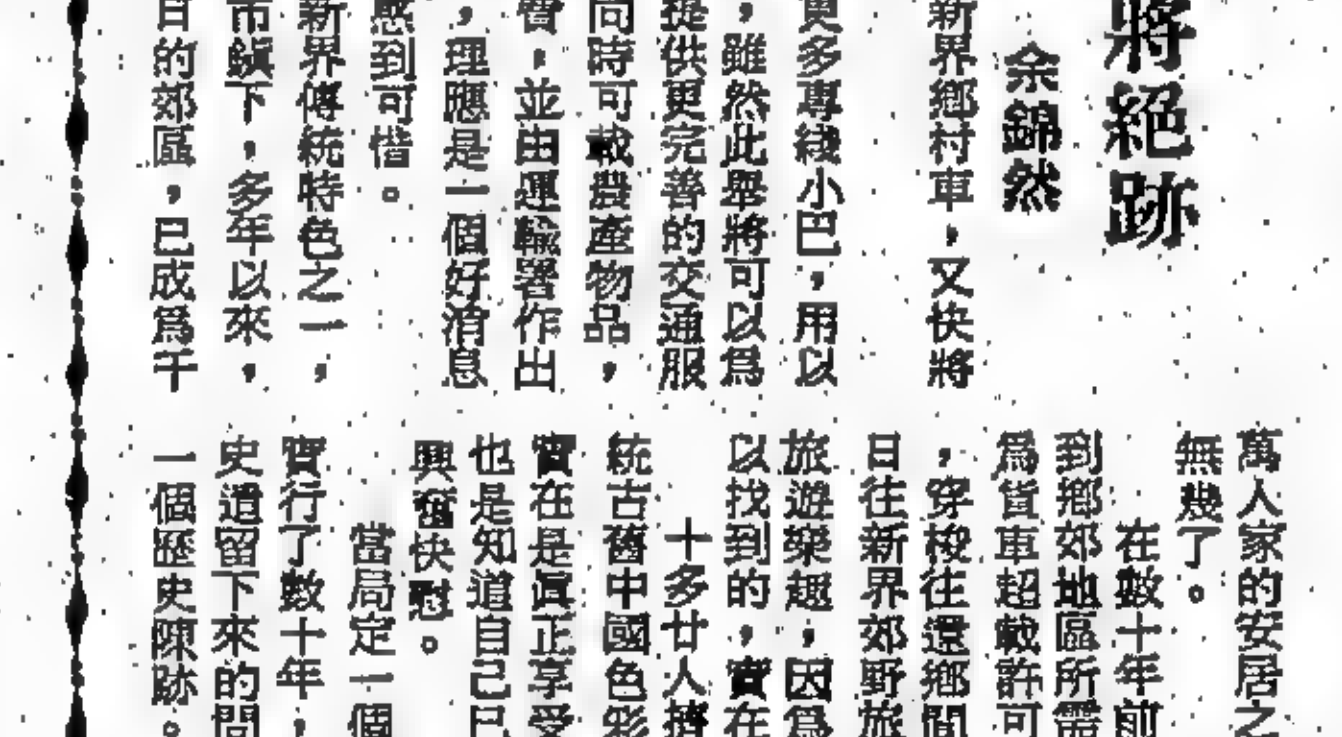 將絕跡
余錦然
新界鄉村車，又快將
更多專綫小巴，用以
，雖然此舉將可以為
提供更完善的交通服
同時可載農產物品，
費，並由運輸署作出
，理應是一個好消息
感到可惜。
新界傳統特色之一，
市鎮下，多年以來，
目的郊區，已成為千
萬人家的安居之
無幾了。
在數十年前
到鄉郊地區所需
為貨車超載許可
，穿梭往還鄉間
日往新界郊野旅
旅遊樂趣，因為
以找到的，實在
十多廿人擠
統古舊中國色彩
實在是真正享受
也是知道自己已
興奮快慰。
當局定一個
實行了數十年，
史遺留下來的間
一個歷史陳跡。